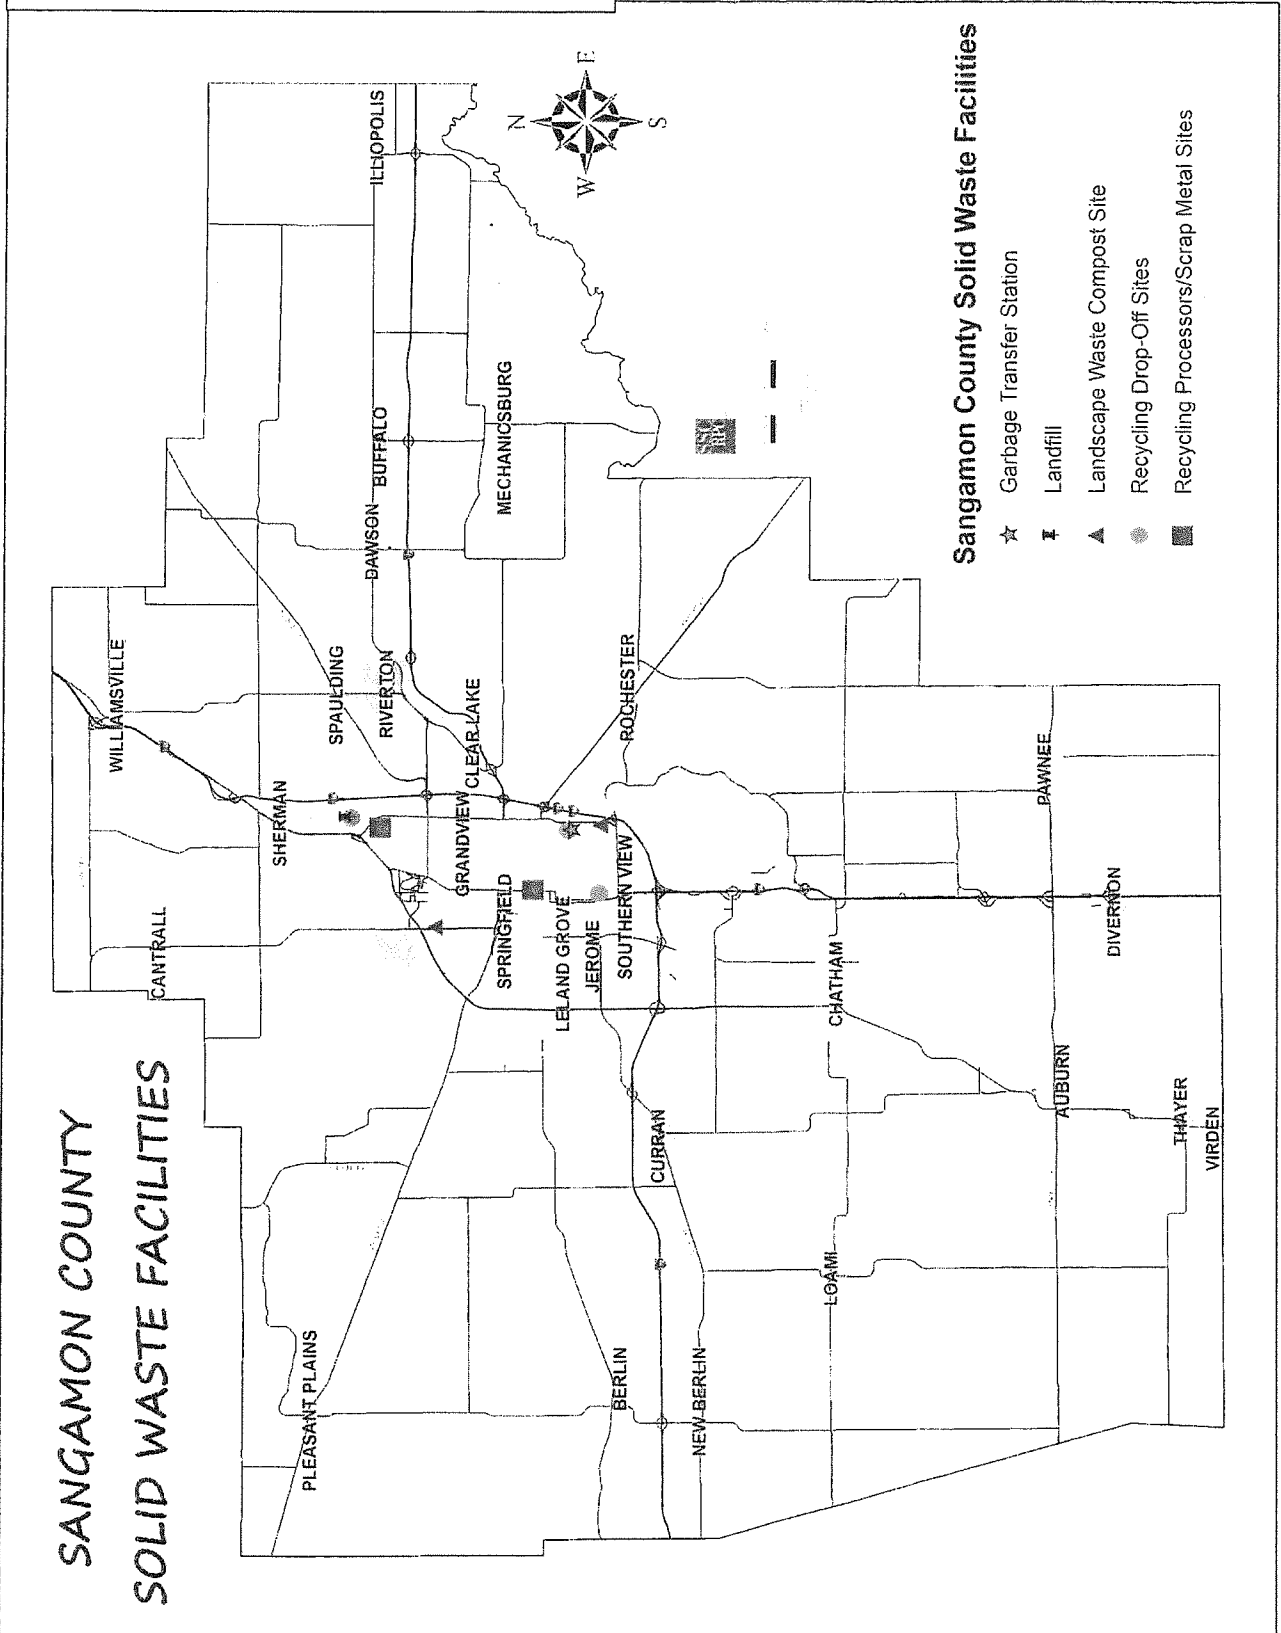 SANGAMON COUNTY
SOLID WASTE FACILITIES
WILLIAMSVILLE
CANTRALL
SHERMAN
SPAULDING
RIVERTON
DAWSON
BUFFALO
ILLIOPOLIS
MECHANICSBURG
PLEASANT PLAINS
GRANDVIEW
CLEAR LAKE
SPRINGFIELD
LELAND GROVE
JEROME
SOUTHERN VIEW
ROCHESTER
BERLIN
CURRAN
NEW BERLIN
LOAMI
CHATHAM
PAWNEE
AUBURN
DIVERNON
THAYER
VIRDEN
N
W
E
S
Sangamon County Solid Waste Facilities
Garbage Transfer Station
Landfill
Landscape Waste Compost Site
Recycling Drop-Off Sites
Recycling Processors/Scrap Metal Sites